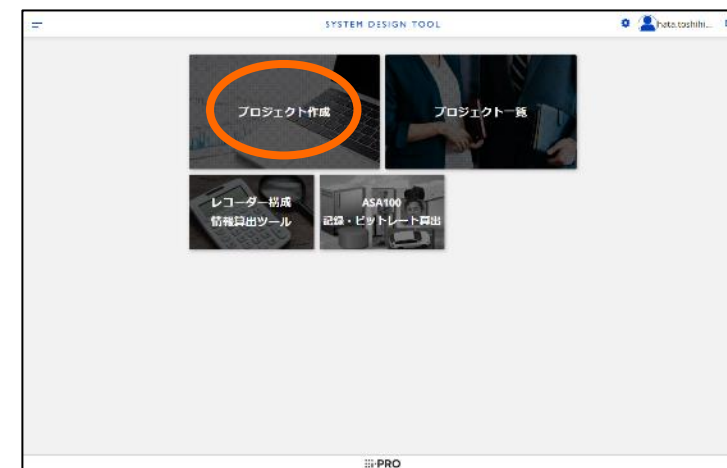 SYSTEM DESIGN TOOL
hata.toshihi...
プロジェクト作成
プロジェクト一覧
レコーダー構成
情報算出ツール
ASA100
記録・ビットレート算出
i-PRO